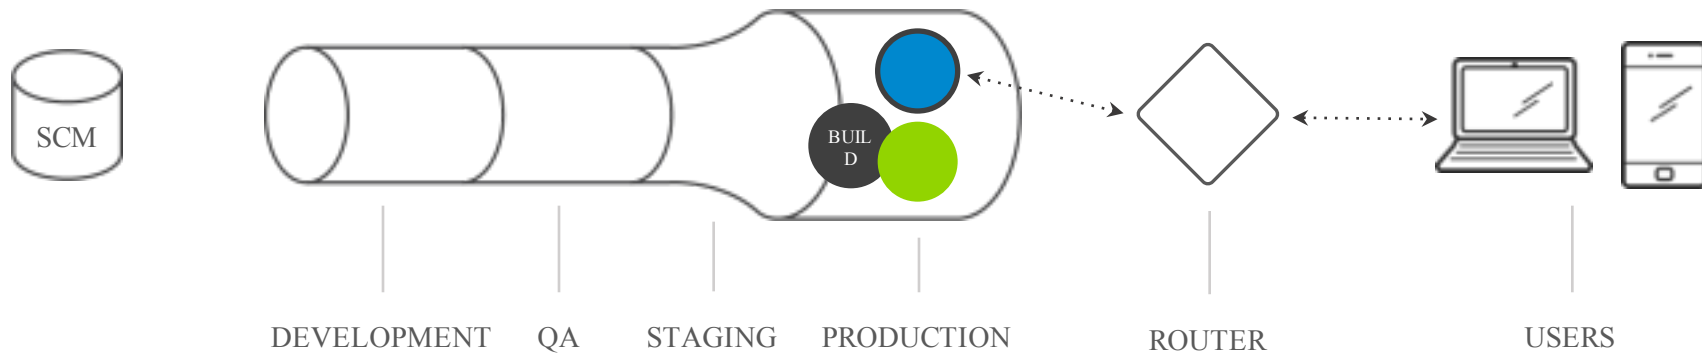 SCM
BUIL
D
DEVELOPMENT
QA
STAGING
PRODUCTION
ROUTER
USERS